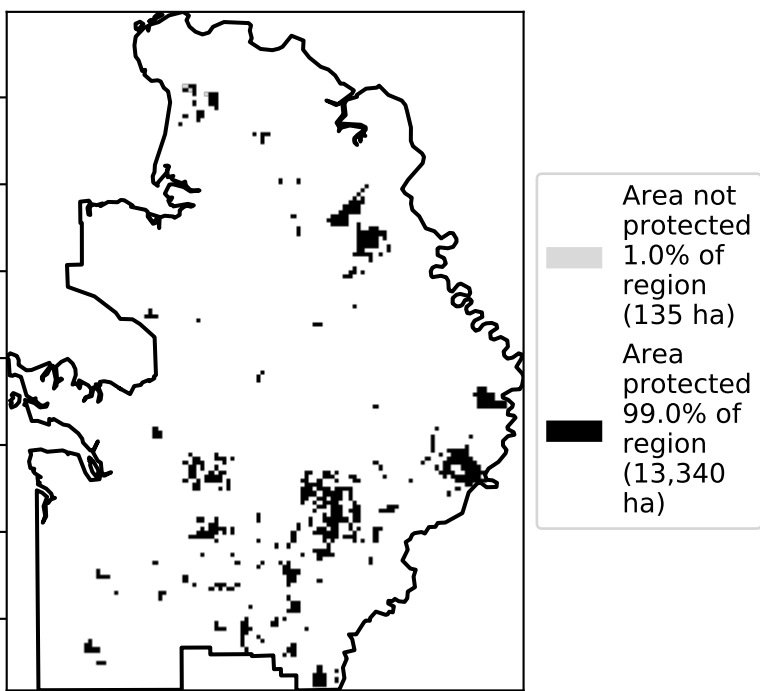 Area not
protected
1.0% of
region
(135 ha)
Area
protected
99.0% of
region
(13,340
ha)